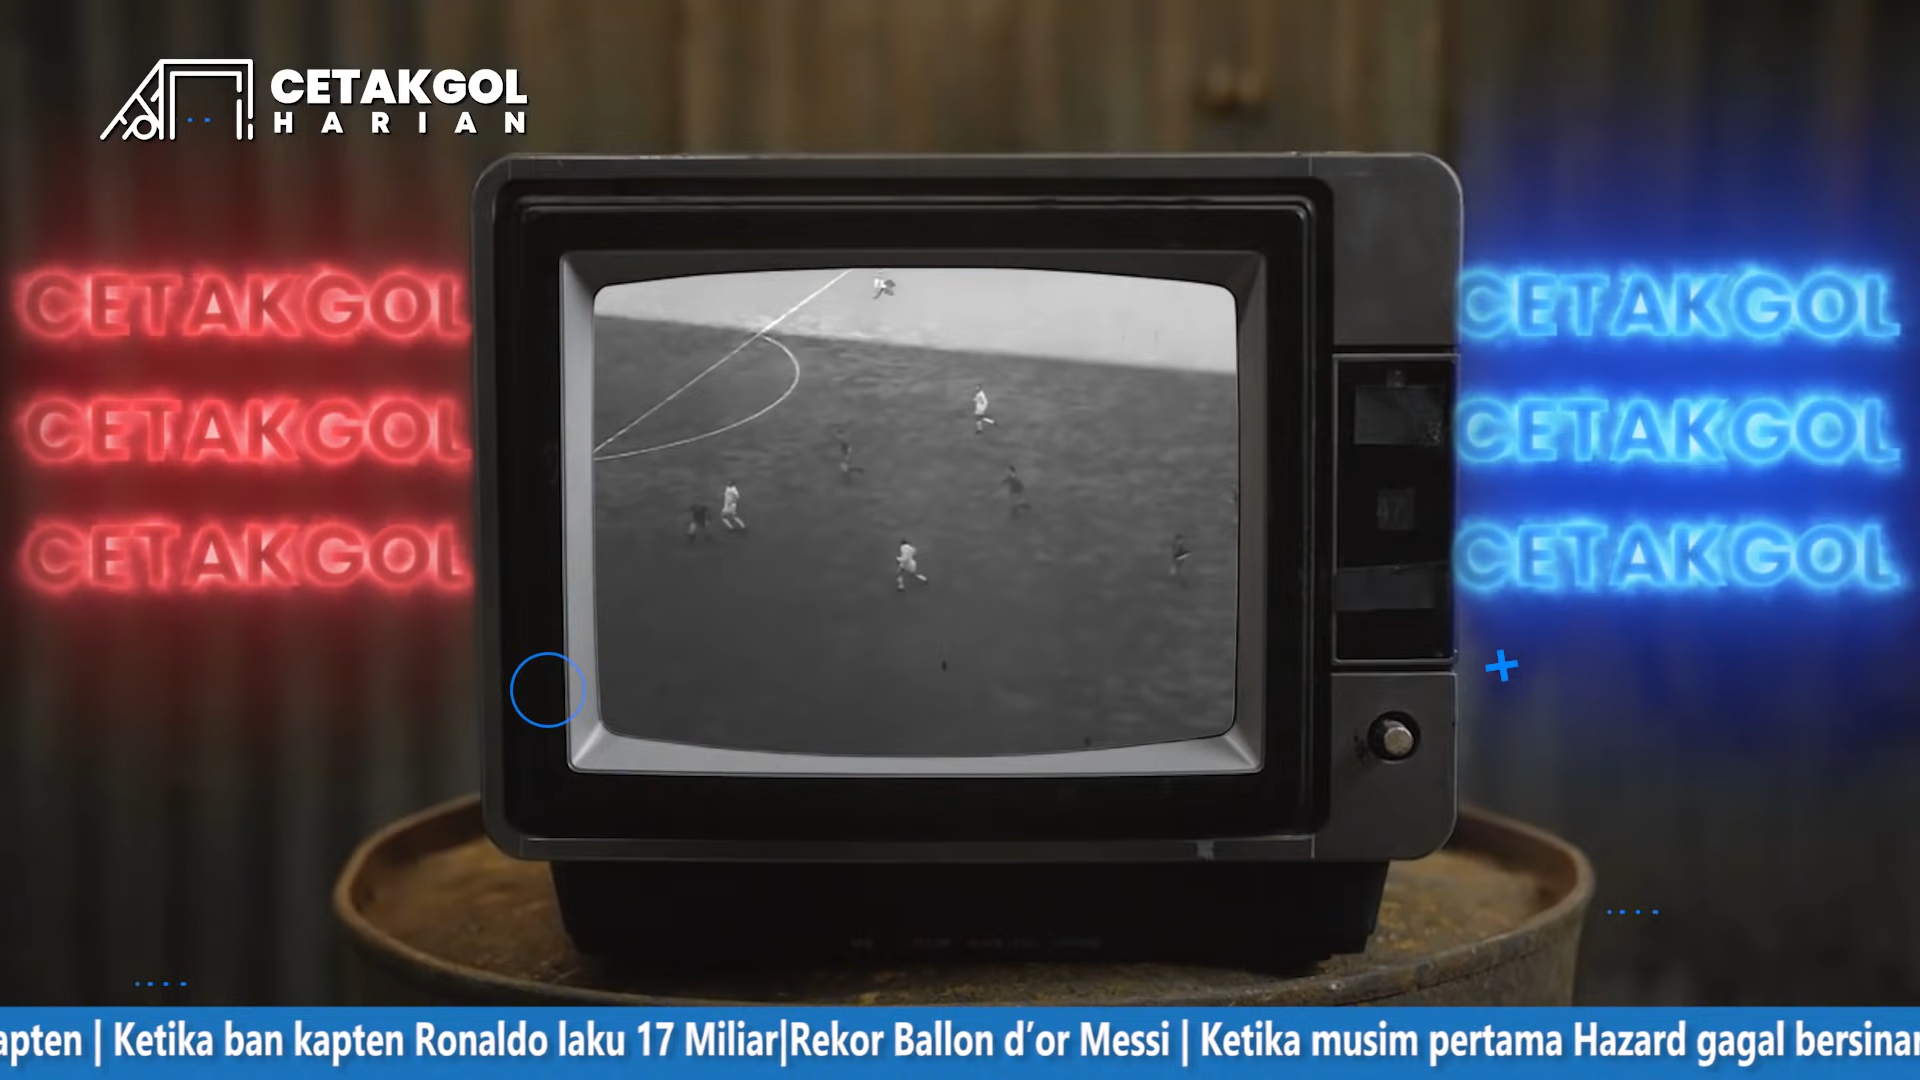 CETAKGOL
HARIAN
CETAKGOL
CETAKGOL
CETAKGOL
CETAKGOL
CETAKGOL
CETAKGOL
apten | Ketika ban kapten Ronaldo laku 17 Miliar|Rekor Ballon d’or Messi | Ketika musim pertama Hazard gagal bersinar